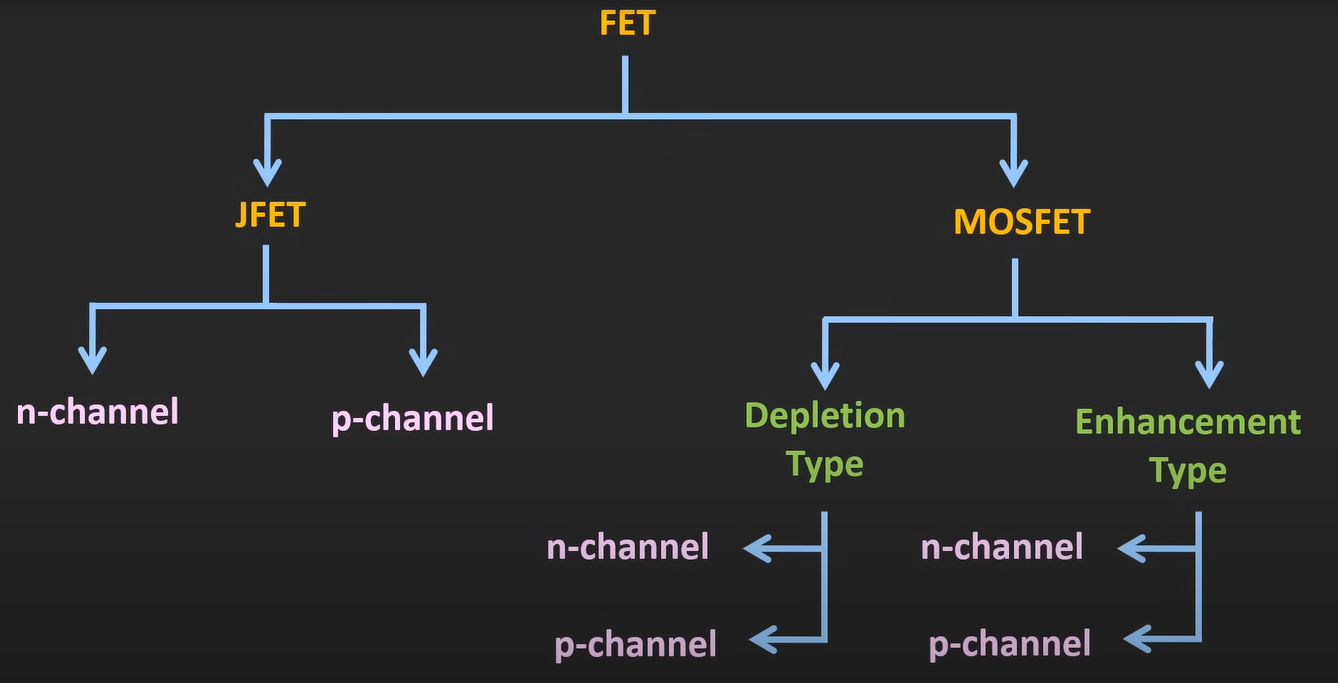 FET
JFET
MOSFET
n-channel
p-channel
Depletion
Type
Enhancement
Type
n-channel
p-channel
n-channel
p-channel